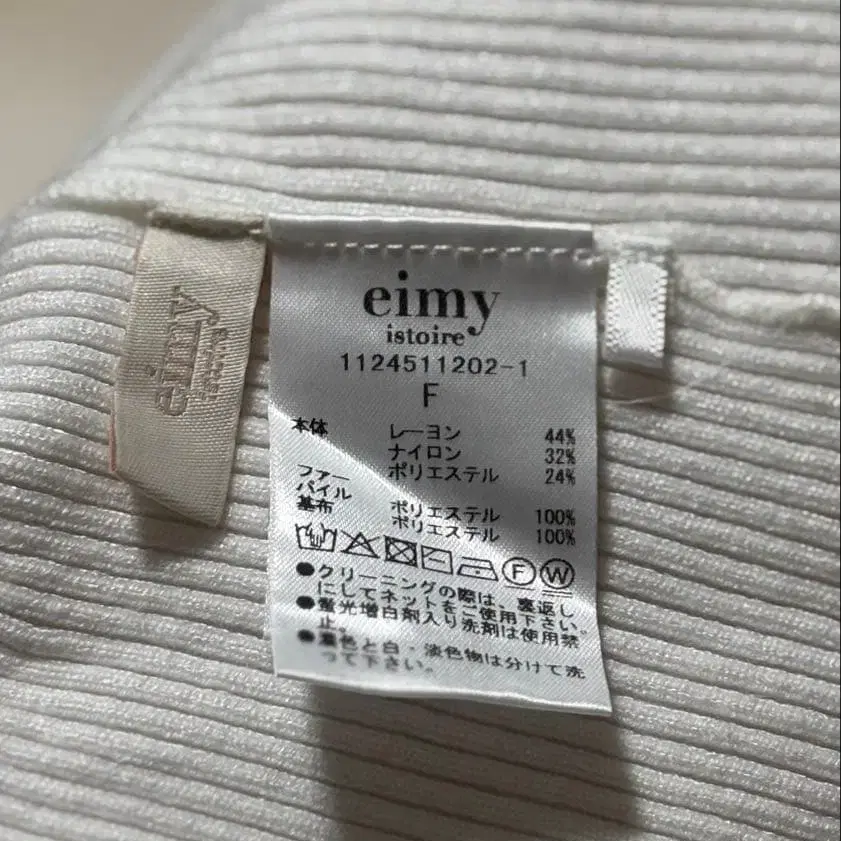 eimy
istoire
eimy
istoire
1124511202-1
F
本体 レーヨン 44%
ナイロン 32%
ポリエステル 24%
ファー
パイル ポリエステル 100%
基布 ポリエステル 100%
F W
●クリーニングの際は、裏返し
にしてネットをご使用下さい。
●蛍光増白剤入り洗剤は使用禁
止。
●濃色と白・淡色物は分けて洗
って下さい。